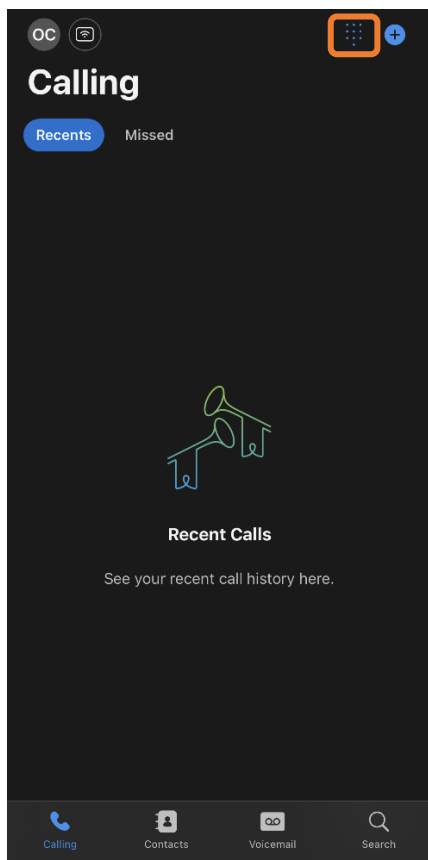 OC
Calling
Recents Missed
Recent Calls
See your recent call history here.
Calling Contacts Voicemail Search